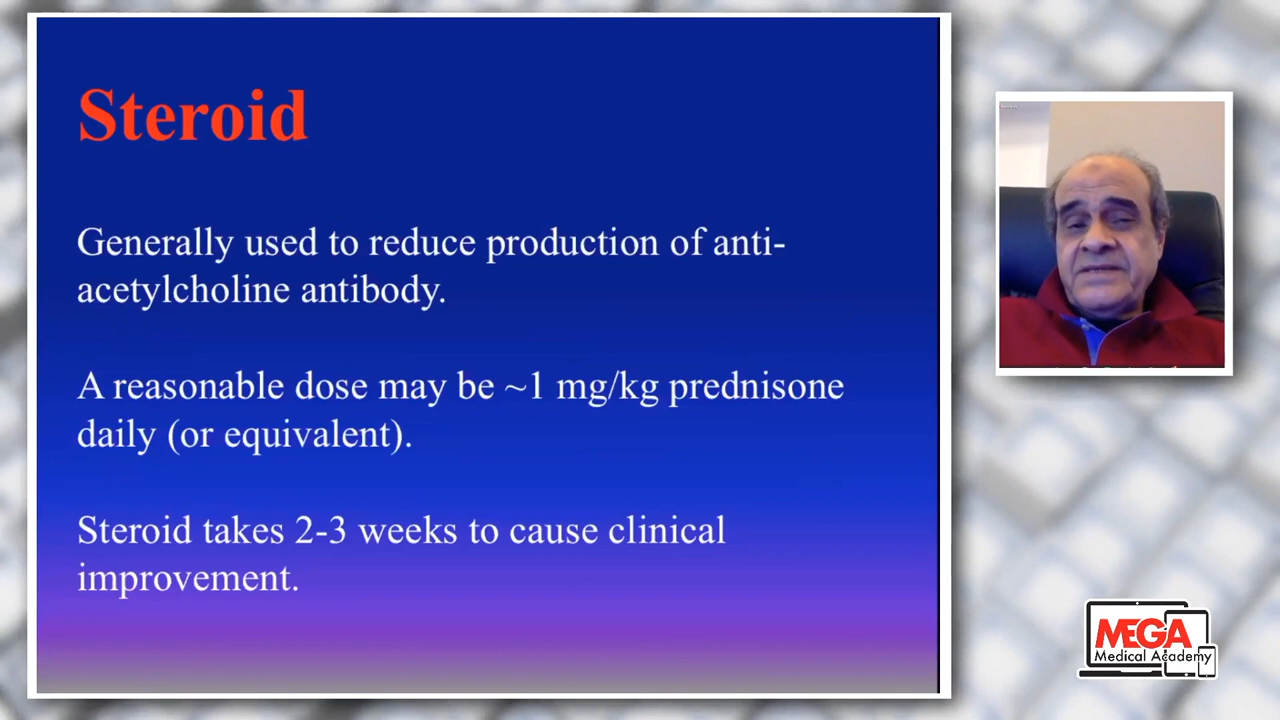 Steroid
Generally used to reduce production of anti-
acetylcholine antibody.
A reasonable dose may be ~1 mg/kg prednisone
daily (or equivalent).
Steroid takes 2-3 weeks to cause clinical
improvement.
MEGA
Medical Academy